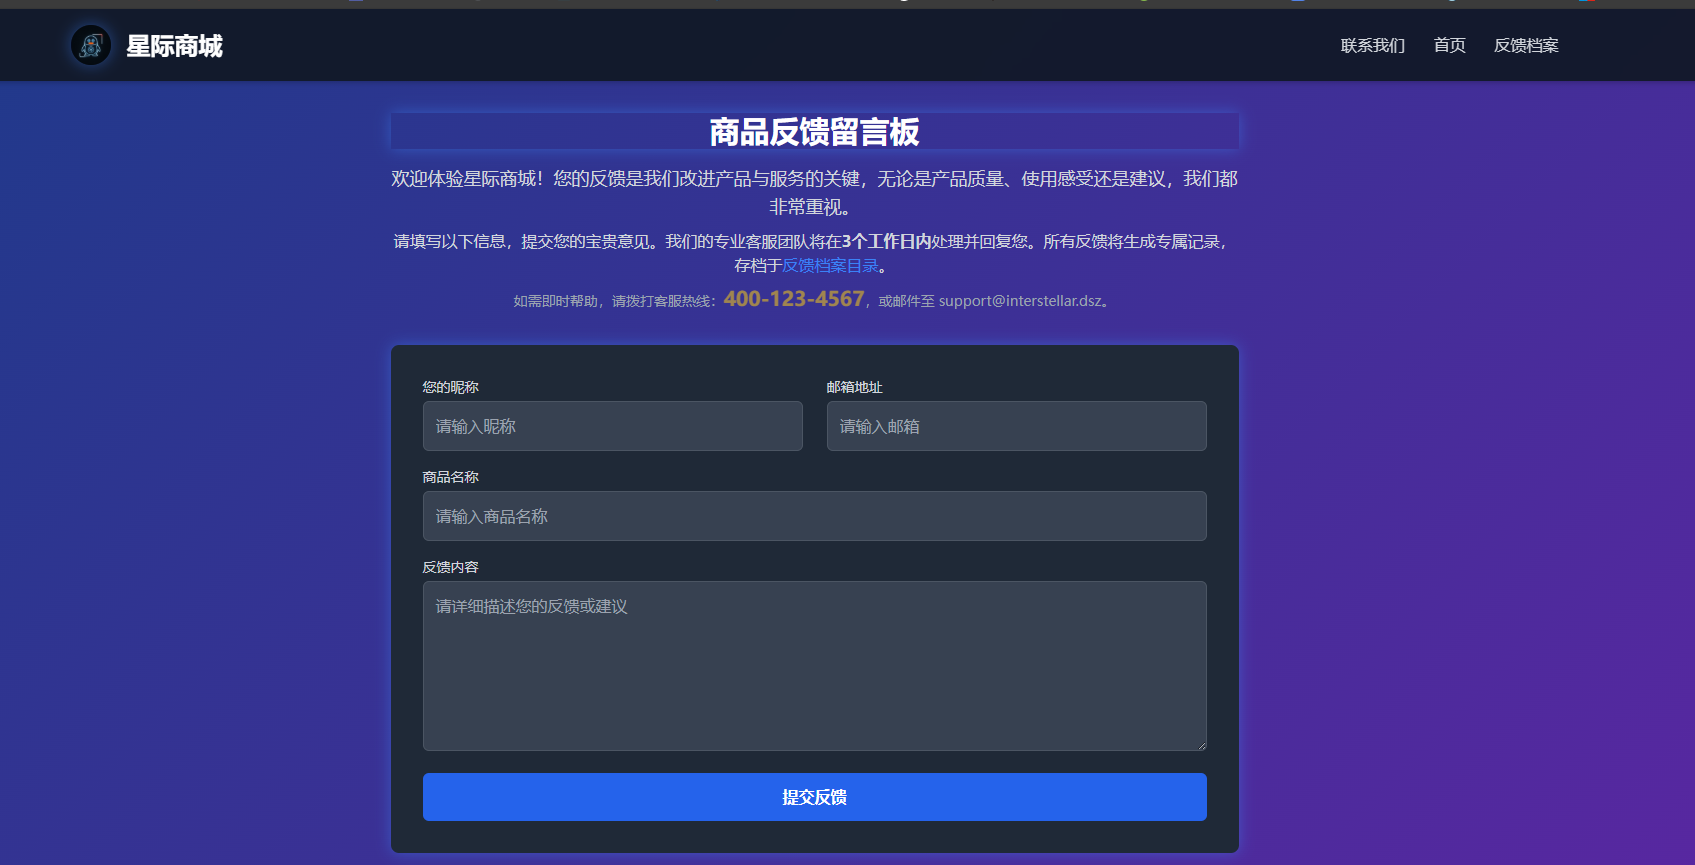 星际商城
联系我们 首页 反馈档案
商品反馈留言板
欢迎体验星际商城！您的反馈是我们改进产品与服务的关键，无论是产品质量、使用感受还是建议，我们都
非常重视。
请填写以下信息，提交您的宝贵意见。我们的专业客服团队将在3个工作日内处理并回复您。所有反馈将生成专属记录，
存档于反馈档案目录。
如需即时帮助，请拨打客服热线：400-123-4567，或邮件至 support@interstellar.dsz。
您的昵称 邮箱地址
请输入昵称 请输入邮箱
商品名称
请输入商品名称
反馈内容
请详细描述您的反馈或建议
提交反馈